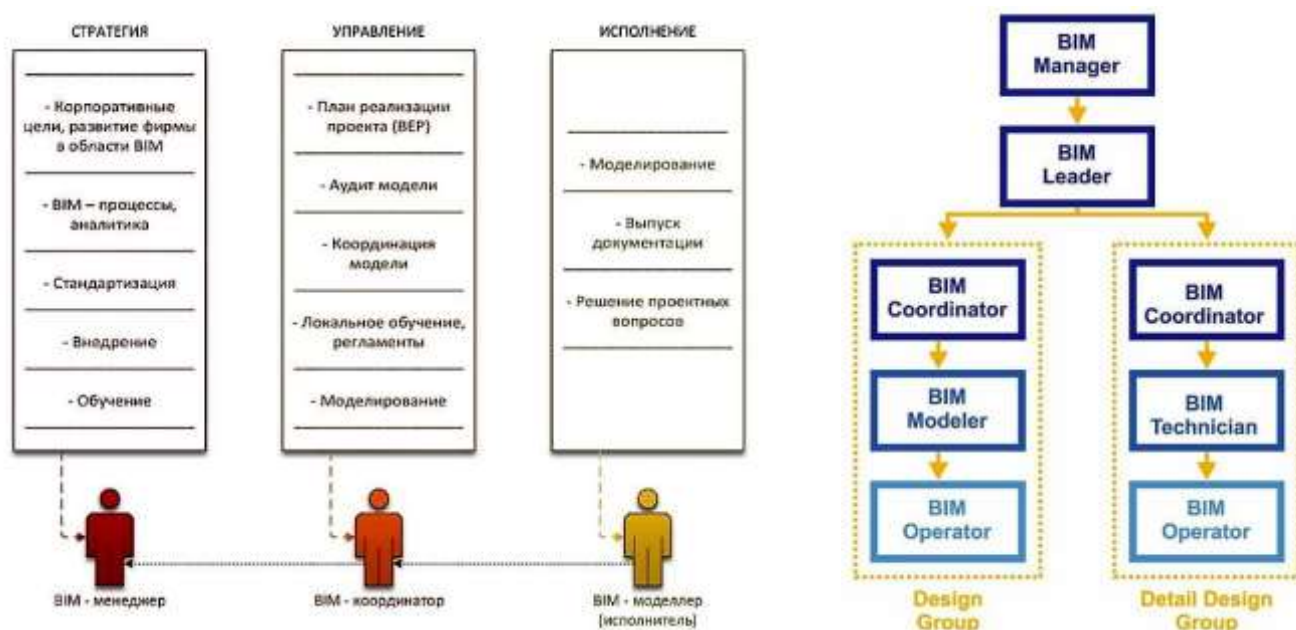 СТРАТЕГИЯ
- Корпоративные
цели, развитие фирмы
в области BIM
- BIM – процессы,
аналитика
- Стандартизация
- Внедрение
- Обучение
BIM - менеджер
УПРАВЛЕНИЕ
- План реализации
проекта (BEP)
- Аудит модели
- Координация
модели
- Локальное обучение,
регламенты
- Моделирование
BIM - координатор
ИСПОЛНЕНИЕ
- Моделирование
- Выпуск
документации
- Решение проектных
вопросов
BIM - моделлер
(исполнитель)
BIM
Manager
BIM
Leader
BIM
Coordinator
BIM
Modeler
BIM
Operator
Design
Group
BIM
Coordinator
BIM
Technician
BIM
Operator
Detail Design
Group